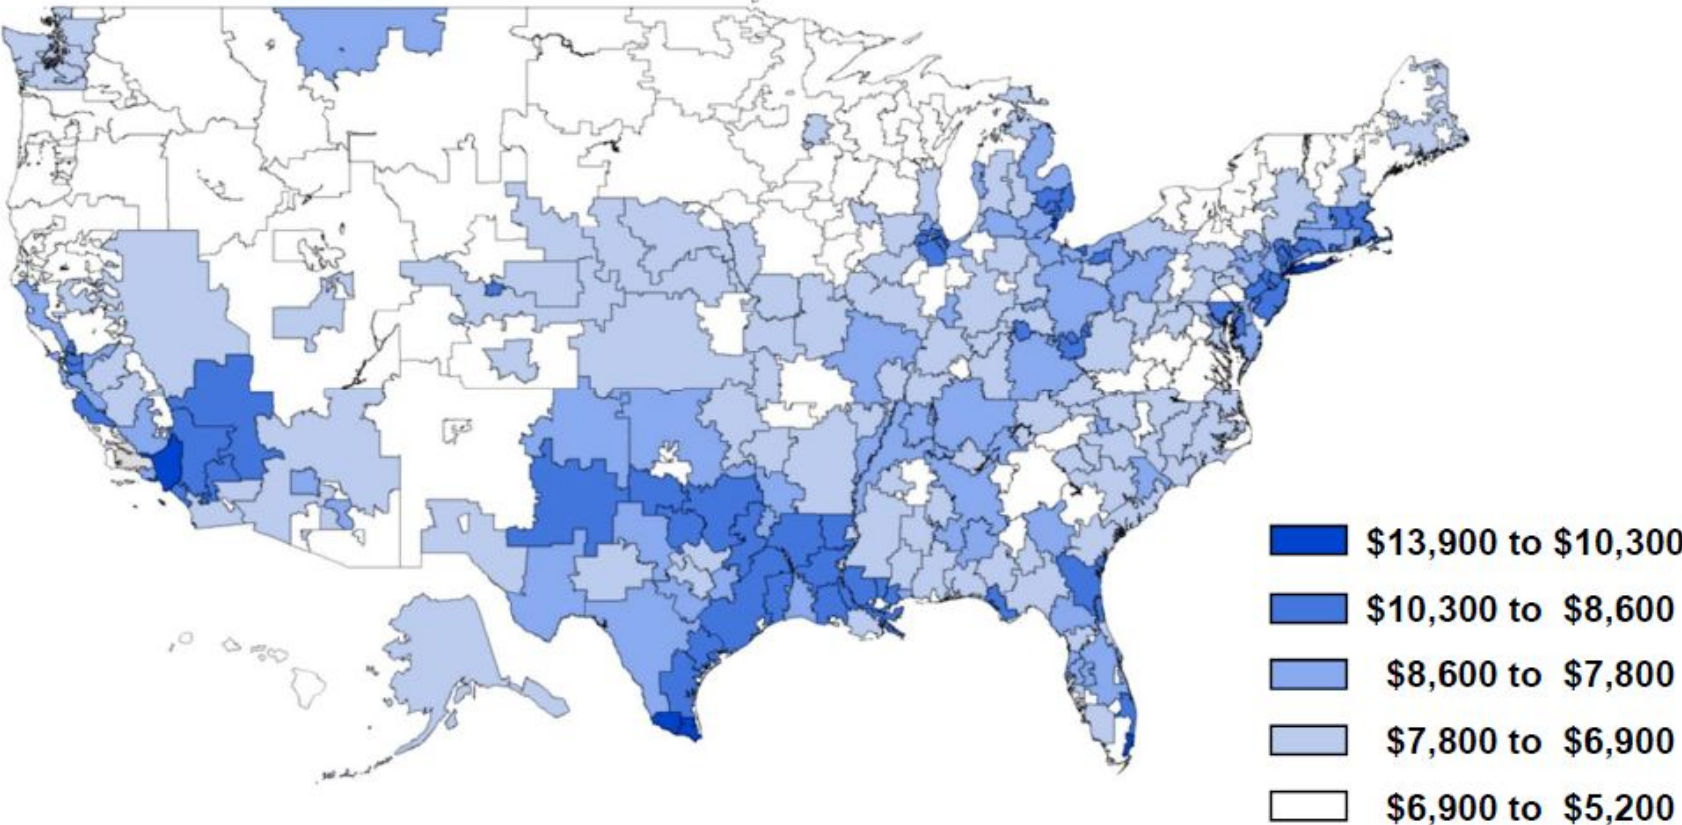 $13,900 to $10,300
$10,300 to $8,600
$8,600 to $7,800
$7,800 to $6,900
$6,900 to $5,200